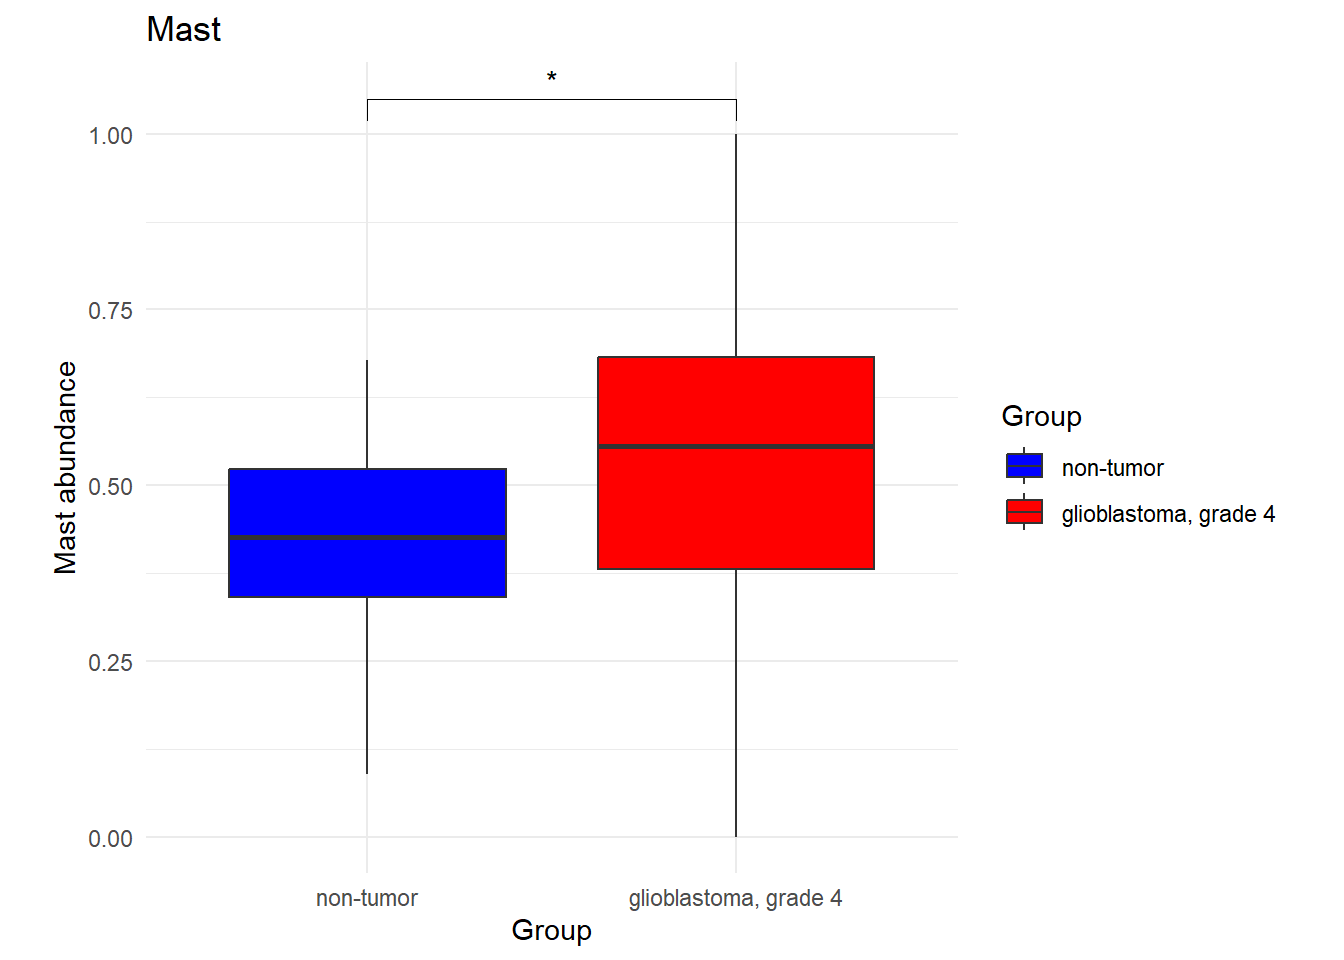 Mast
*
1.00
0.75
0.50
0.25
0.00
Mast abundance
non-tumor
glioblastoma, grade 4
Group
Group
non-tumor
glioblastoma, grade 4